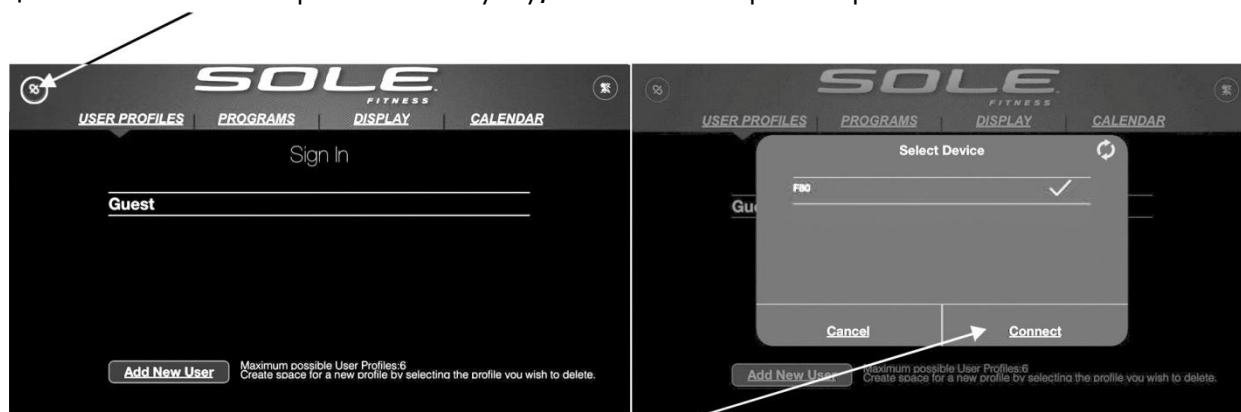 SOLE
FITNESS
USER PROFILES | PROGRAMS | DISPLAY | CALENDAR
Sign In
Guest
Add New User
Maximum possible User Profiles:6
Create space for a new profile by selecting the profile you wish to delete.
SOLE
FITNESS
USER PROFILES | PROGRAMS | DISPLAY | CALENDAR
Select Device
F80
Gue
Cancel
Connect
Add New User
Maximum possible User Profiles:6
Create space for a new profile by selecting the profile you wish to delete.